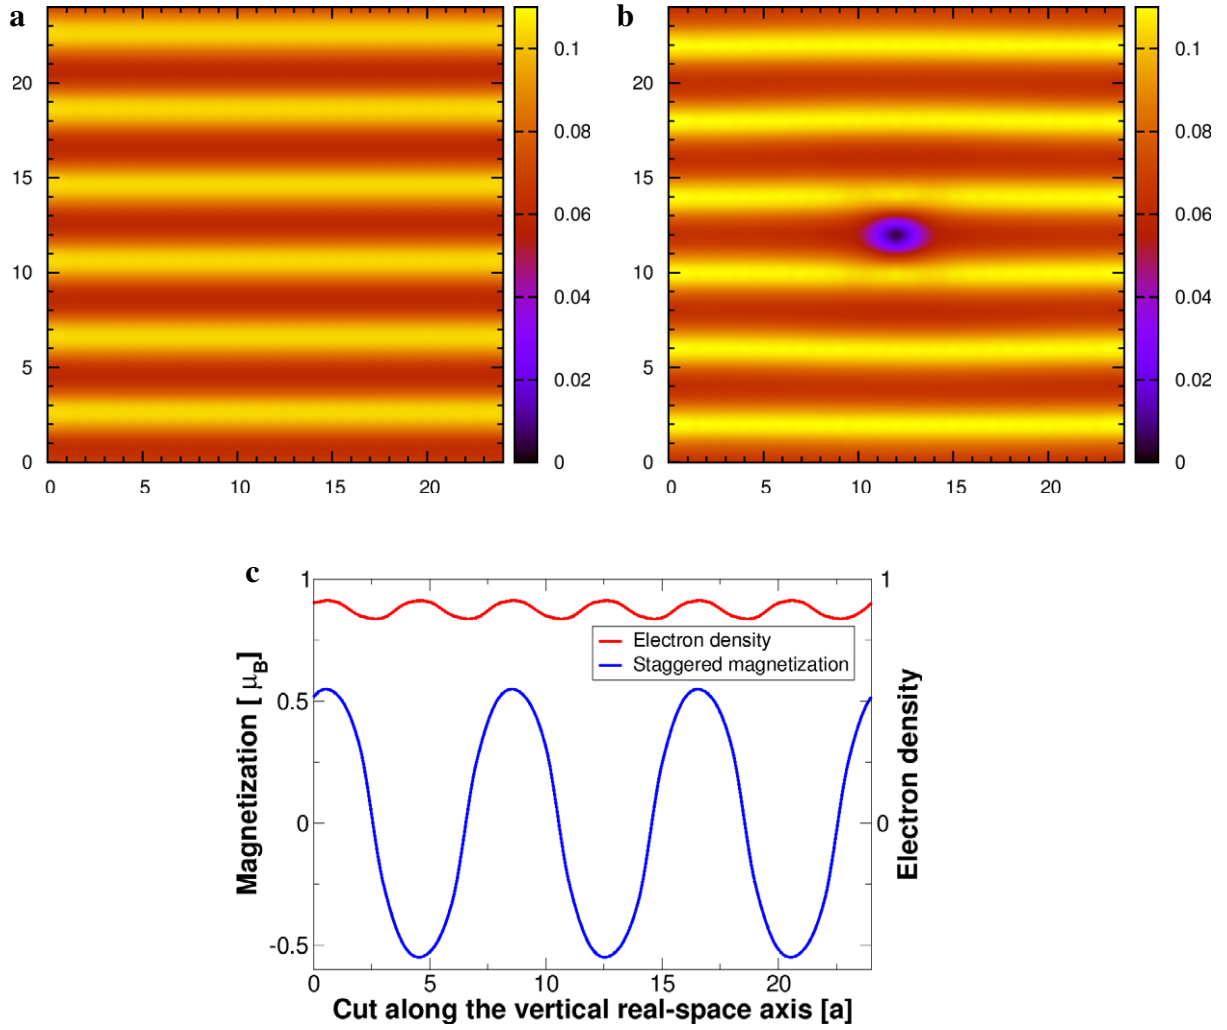 a
20
15
10
5
0
0 5 10 15 20
0.1
0.08
0.06
0.04
0.02
0
b
20
15
10
5
0
0 5 10 15 20
0.1
0.08
0.06
0.04
0.02
0
c
1
0.5
0
-0.5
Magnetization [ μB]
Electron density
Staggered magnetization
1
0
Electron density
0 5 10 15 20
Cut along the vertical real-space axis [a]